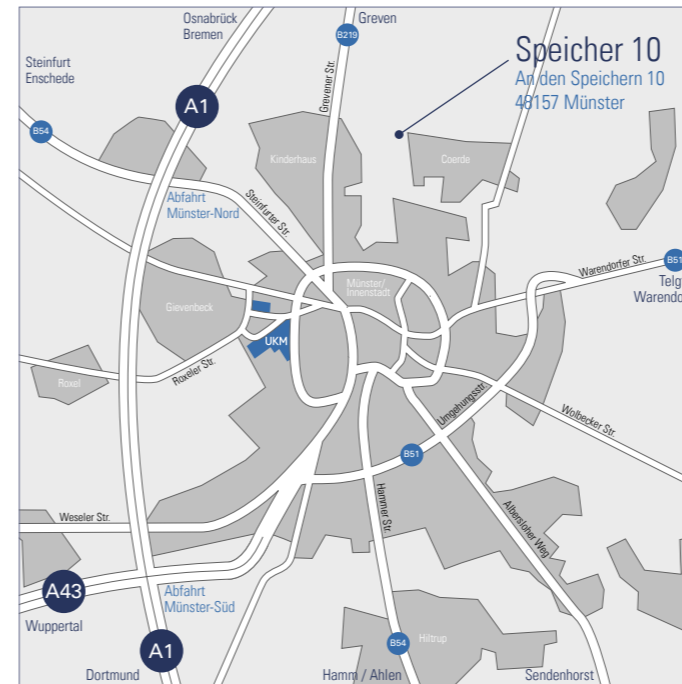 Osnabrück
Bremen
Greven
B219
Speicher 10
An den Speichern 10
48157 Münster
Steinfurt
Enschede
Grevener Str.
A1
B54
Kinderhaus
Coerde
Abfahrt
Münster-Nord
Steinfurter Str.
Warendorfer Str.
B51
Telg
Warendo
Münster/
Innenstadt
Gievenbeck
UKM
Roxeler Str.
Roxel
Umgehungsstr.
Wolbecker Str.
B51
Weseler Str.
Hammer Str.
Albersloher Weg
A43
Abfahrt
Münster-Süd
Wuppertal
A1
B54
Hiltrup
Dortmund
Hamm / Ahlen
Sendenhorst